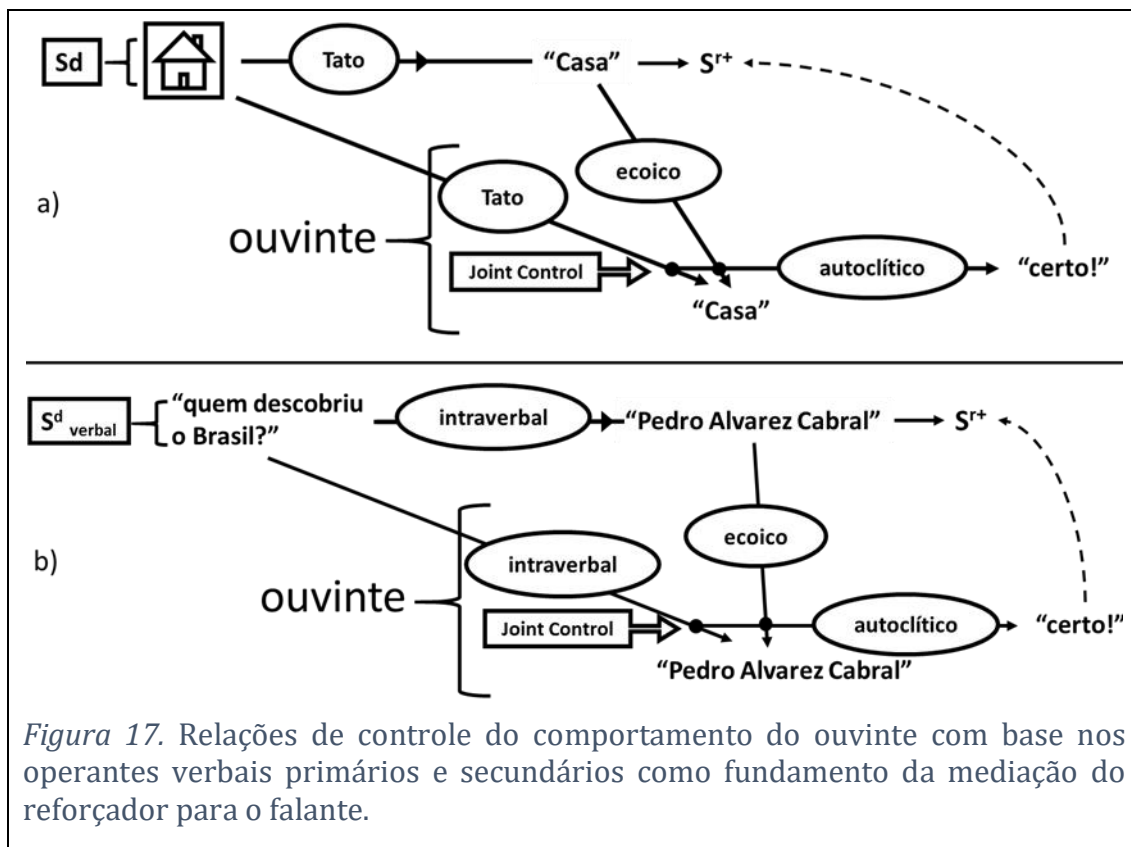 Sd
Tato
“Casa”
Sʳ⁺
a)
ouvinte
Tato
ecoico
Joint Control
autoclítico
“certo!”
“Casa”
Sᵈ verbal
“quem descobriu
o Brasil?”
intraverbal
“Pedro Alvarez Cabral”
Sʳ⁺
b)
ouvinte
intraverbal
ecoico
Joint Control
autoclítico
“certo!”
“Pedro Alvarez Cabral”
Figura 17. Relações de controle do comportamento do ouvinte com base nos
operantes verbais primários e secundários como fundamento da mediação do
reforçador para o falante.